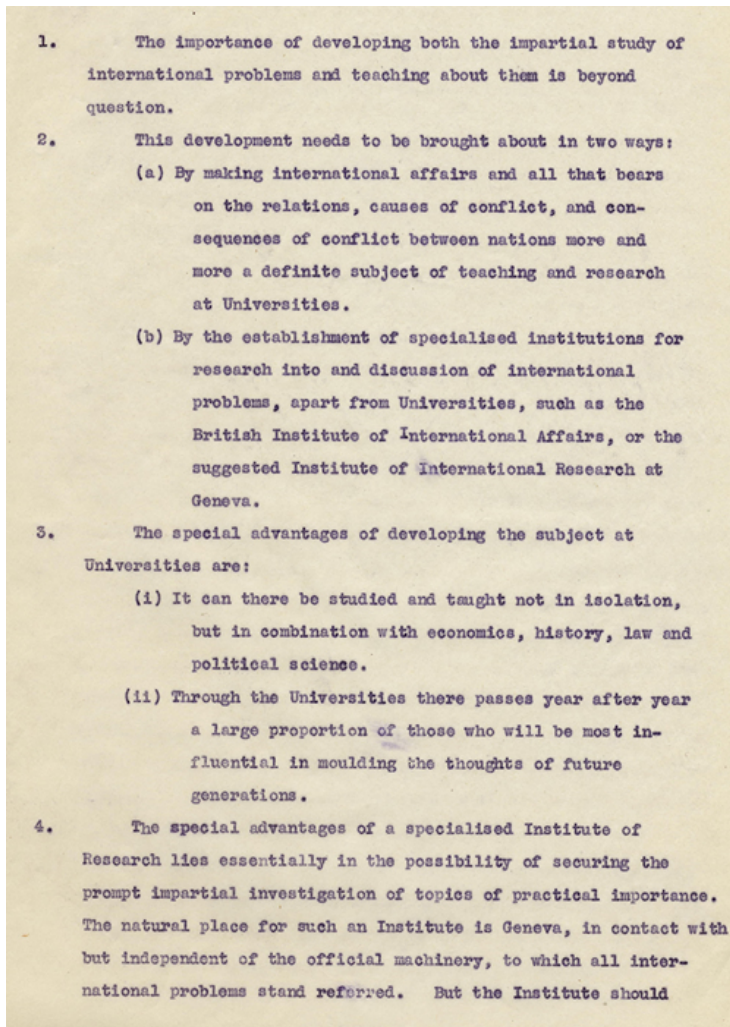 1. The importance of developing both the impartial study of
international problems and teaching about them is beyond
question.
2. This development needs to be brought about in two ways:
(a) By making international affairs and all that bears
on the relations, causes of conflict, and con-
sequences of conflict between nations more and
more a definite subject of teaching and research
at Universities.
(b) By the establishment of specialised institutions for
research into and discussion of international
problems, apart from Universities, such as the
British Institute of International Affairs, or the
suggested Institute of International Research at
Geneva.
3. The special advantages of developing the subject at
Universities are:
(i) It can there be studied and taught not in isolation,
but in combination with economics, history, law and
political science.
(ii) Through the Universities there passes year after year
a large proportion of those who will be most in-
fluential in moulding the thoughts of future
generations.
4. The special advantages of a specialised Institute of
Research lies essentially in the possibility of securing the
prompt impartial investigation of topics of practical importance.
The natural place for such an Institute is Geneva, in contact with
but independent of the official machinery, to which all inter-
national problems stand referred. But the Institute should